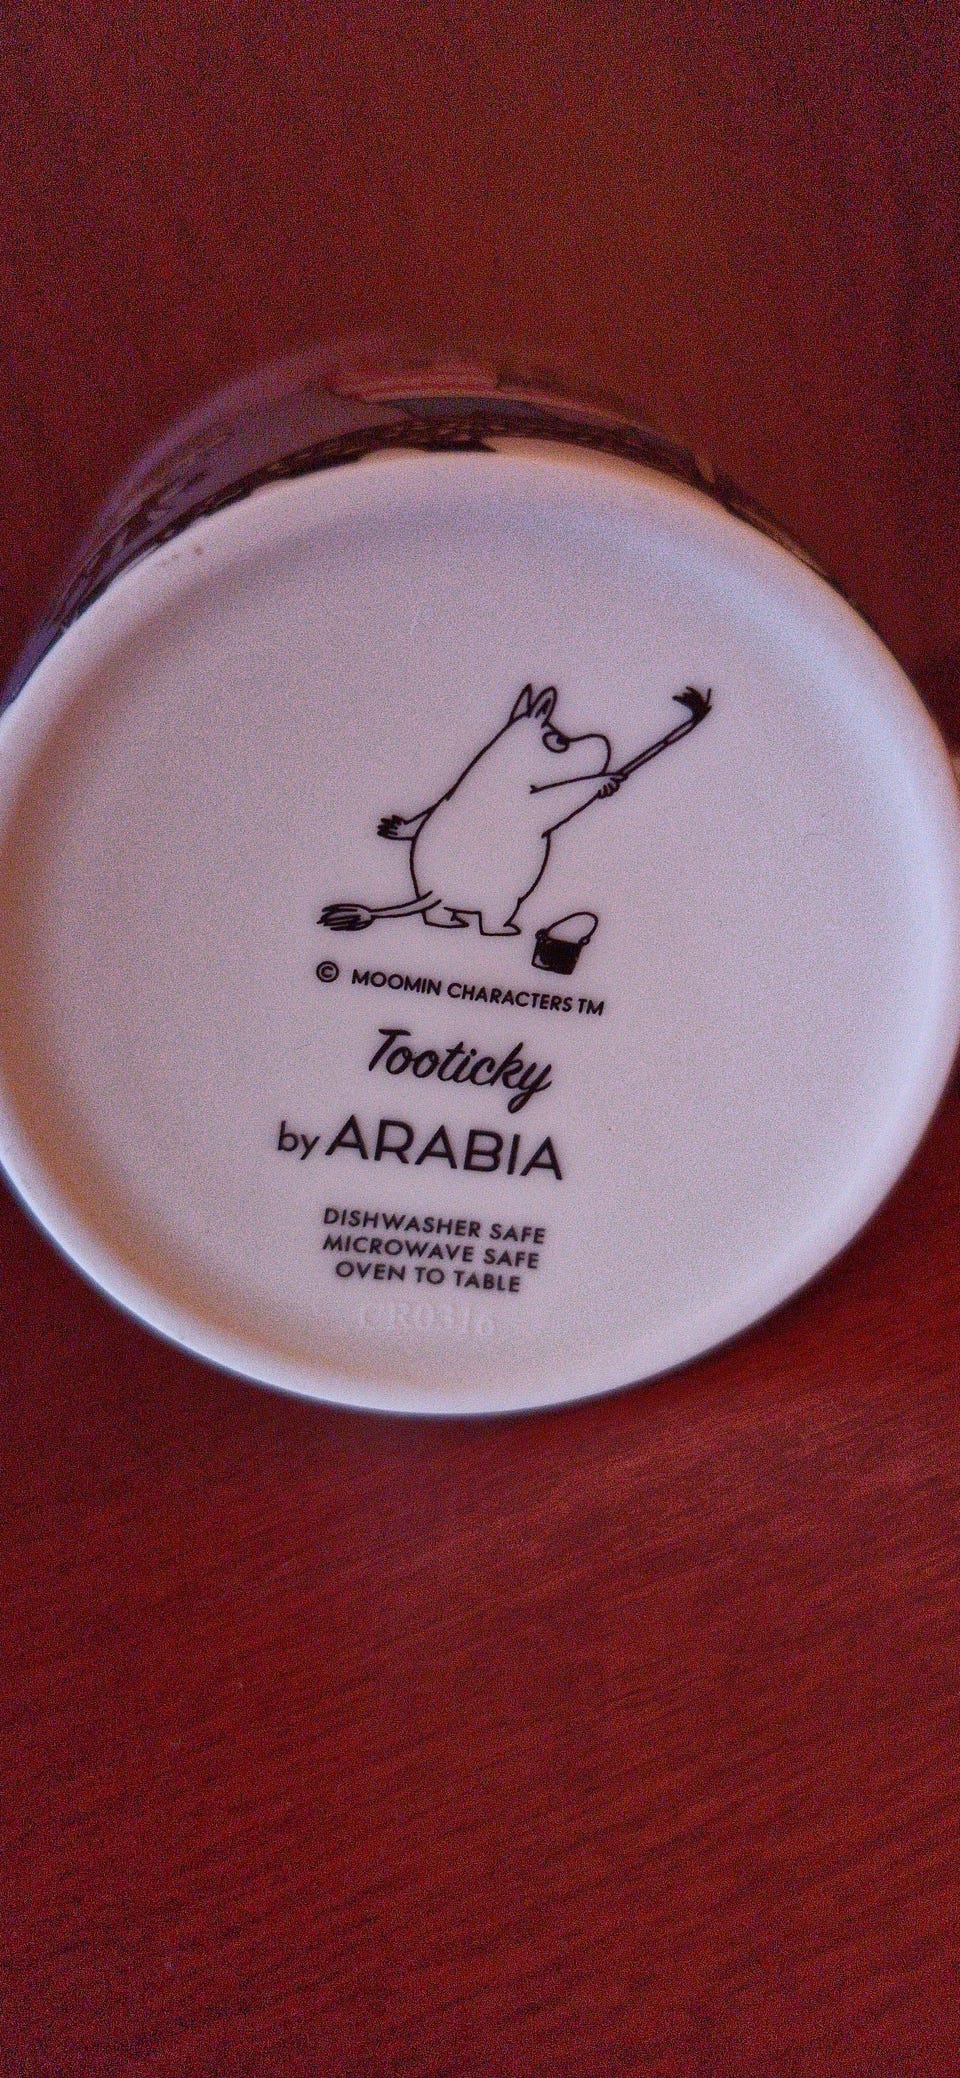 © MOOMIN CHARACTERS TM
Tooticky
by ARABIA
DISHWASHER SAFE
MICROWAVE SAFE
OVEN TO TABLE